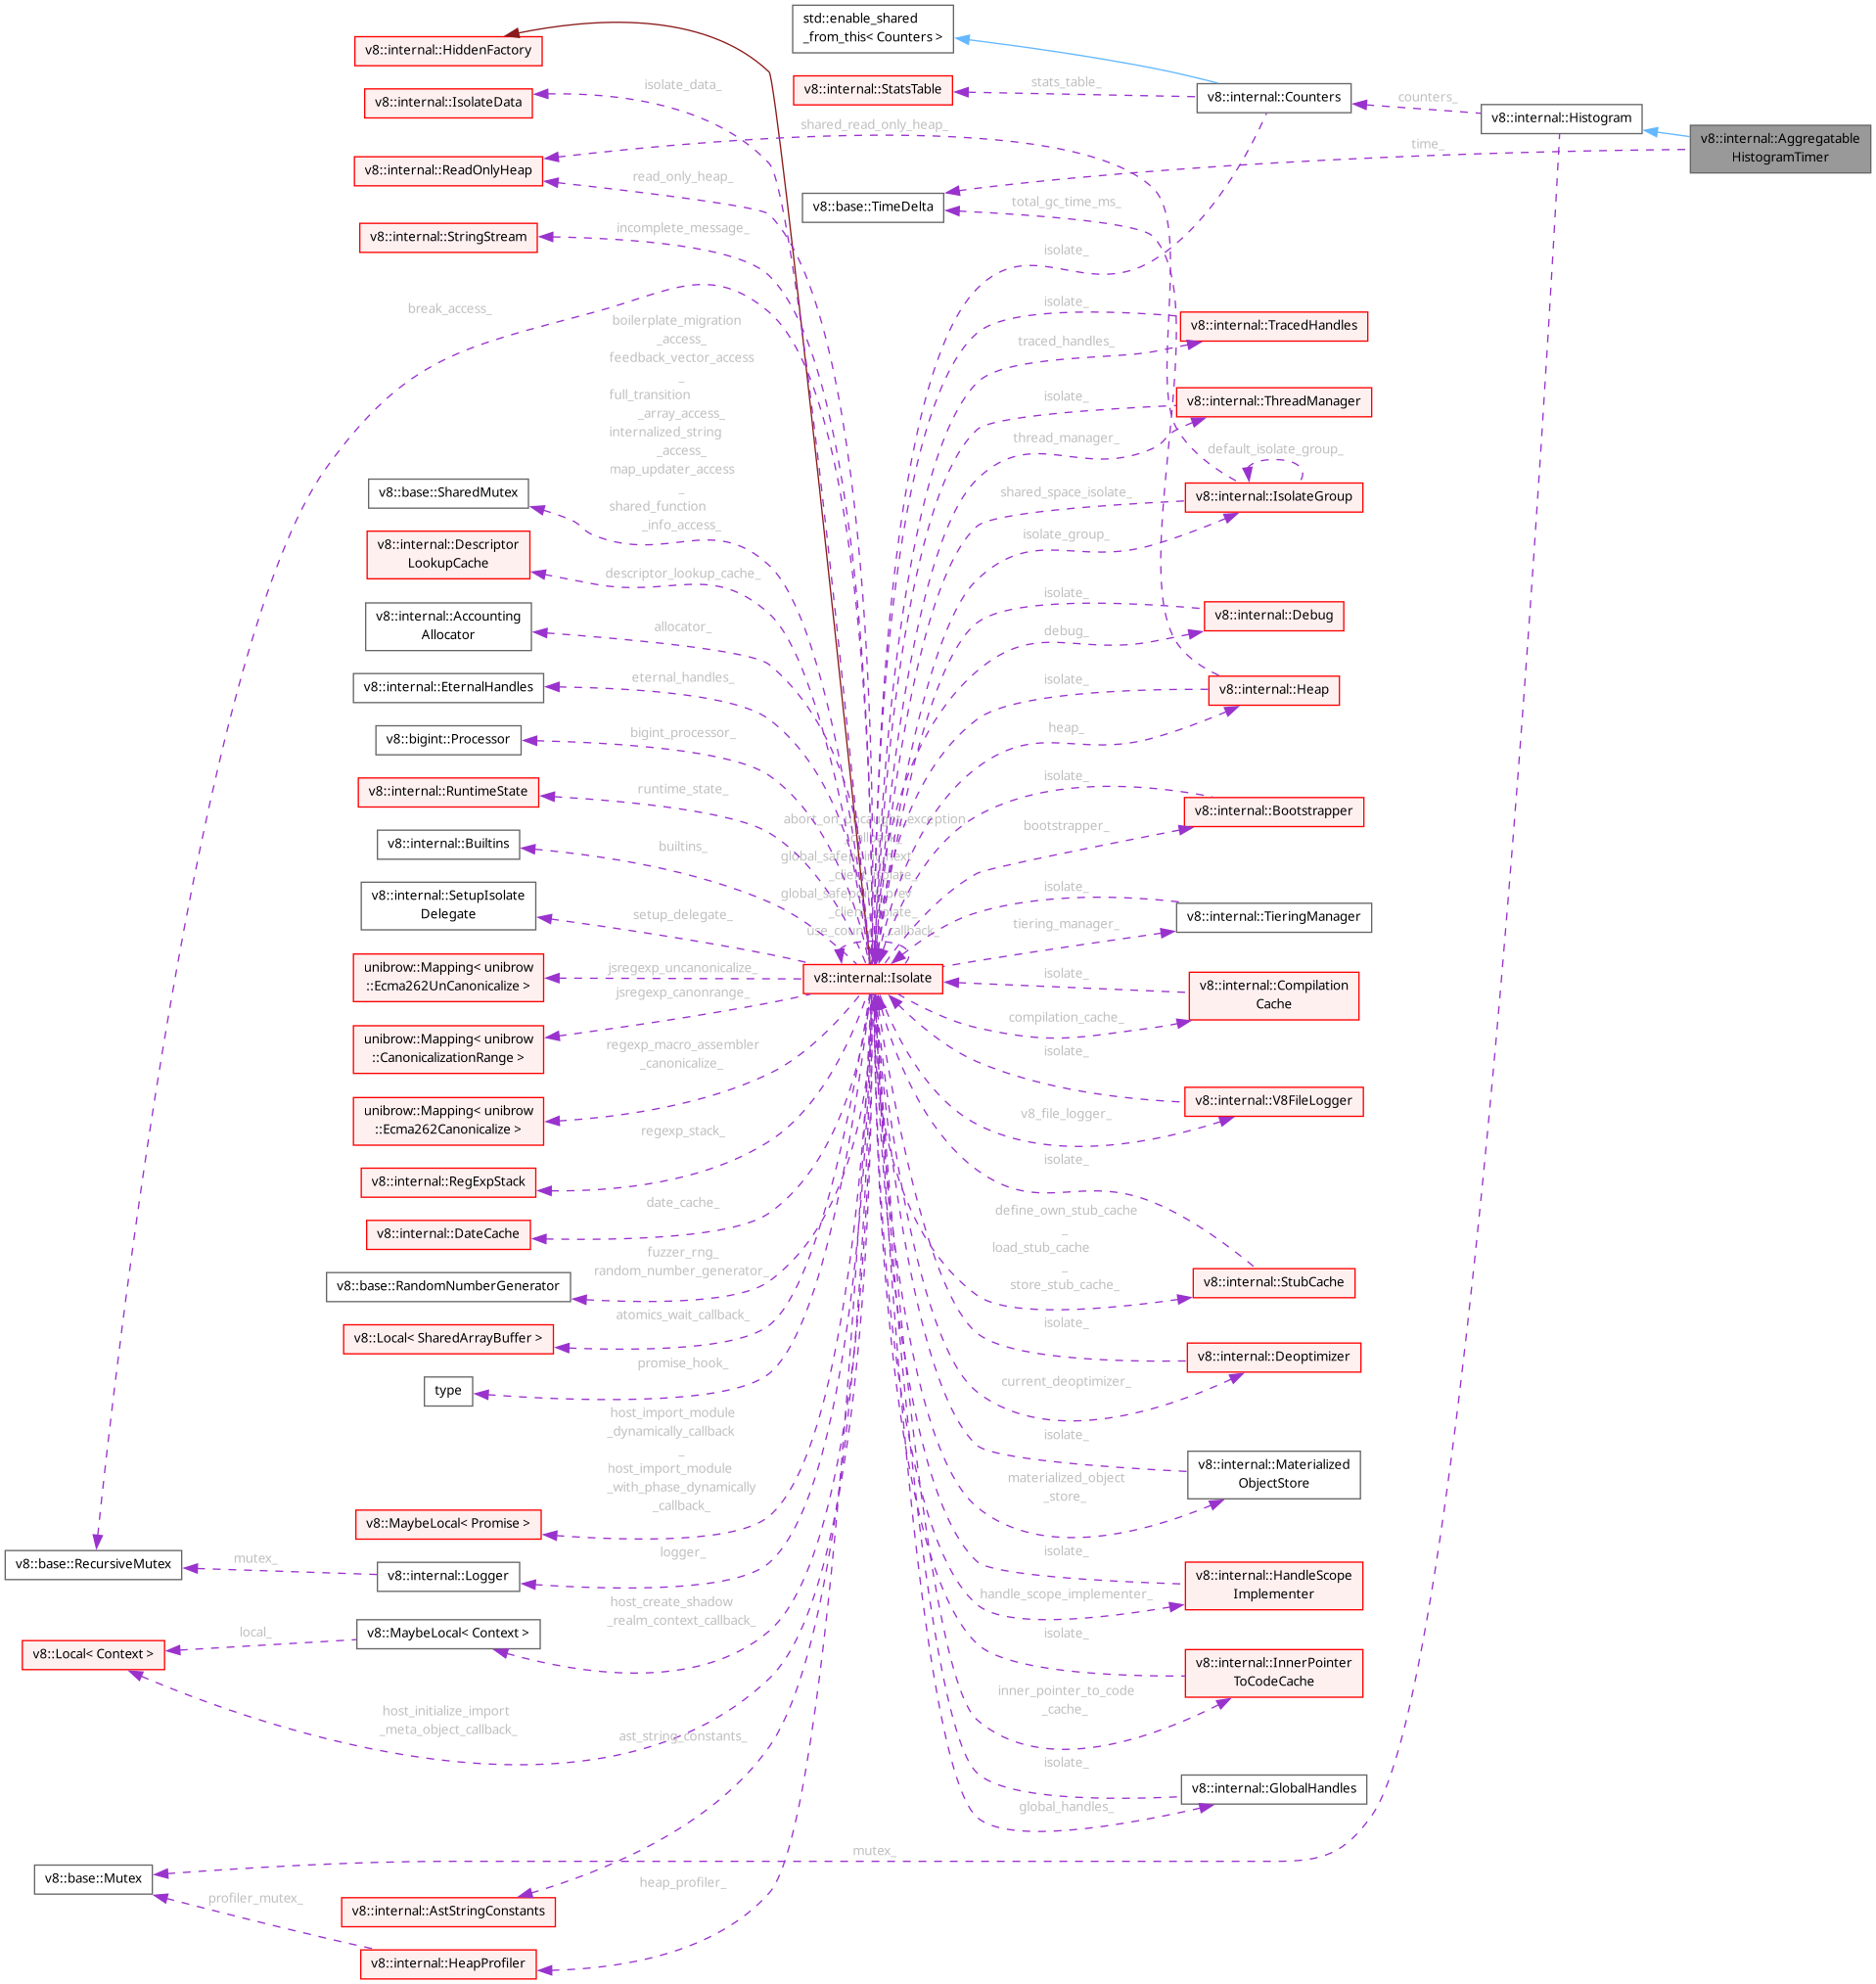 std::enable_shared
_from_this< Counters >
v8::internal::HiddenFactory
isolate_data_
v8::internal::StatsTable
stats_table_
v8::internal::Counters
counters_
v8::internal::Histogram
v8::internal::IsolateData
shared_read_only_heap_
v8::internal::Aggregatable
HistogramTimer
time_
v8::internal::ReadOnlyHeap
read_only_heap_
v8::base::TimeDelta
total_gc_time_ms_
v8::internal::StringStream
incomplete_message_
isolate_
break_access_
boilerplate_migration
_access_
feedback_vector_access
_
full_transition
_array_access_
internalized_string
_access_
map_updater_access
_
shared_function
_info_access_
isolate_
v8::internal::TracedHandles
traced_handles_
isolate_
v8::internal::ThreadManager
thread_manager_
default_isolate_group_
v8::base::SharedMutex
shared_space_isolate_
v8::internal::IsolateGroup
isolate_group_
v8::internal::Descriptor
LookupCache
descriptor_lookup_cache_
v8::internal::Accounting
Allocator
allocator_
isolate_
v8::internal::Debug
debug_
v8::internal::EternalHandles
eternal_handles_
isolate_
v8::internal::Heap
heap_
v8::bigint::Processor
bigint_processor_
v8::internal::RuntimeState
runtime_state_
isolate_
v8::internal::Bootstrapper
bootstrapper_
v8::internal::Builtins
builtins_
abort_on_uncaught_exception
_callback_
global_safepoint_next
_client_isolate_
global_safepoint_prev
_client_isolate_
use_counter_callback_
v8::internal::SetupIsolate
Delegate
setup_delegate_
isolate_
v8::internal::TieringManager
tiering_manager_
unibrow::Mapping< unibrow
::Ecma262UnCanonicalize >
jsregexp_uncanonicalize_
v8::internal::Isolate
isolate_
v8::internal::Compilation
Cache
compilation_cache_
jsregexp_canonrange_
unibrow::Mapping< unibrow
::CanonicalizationRange >
regexp_macro_assembler
_canonicalize_
isolate_
v8::internal::V8FileLogger
v8_file_logger_
unibrow::Mapping< unibrow
::Ecma262Canonicalize >
regexp_stack_
isolate_
v8::internal::RegExpStack
date_cache_
v8::internal::DateCache
define_own_stub_cache
_
load_stub_cache
_
store_stub_cache_
v8::internal::StubCache
fuzzer_rng_
random_number_generator_
v8::base::RandomNumberGenerator
atomics_wait_callback_
v8::Local< SharedArrayBuffer >
isolate_
v8::internal::Deoptimizer
current_deoptimizer_
promise_hook_
type
host_import_module
_dynamically_callback
_
host_import_module
_with_phase_dynamically
_callback_
isolate_
v8::internal::Materialized
ObjectStore
materialized_object
_store_
v8::MaybeLocal< Promise >
logger_
v8::base::RecursiveMutex
mutex_
v8::internal::Logger
isolate_
v8::internal::HandleScope
Implementer
handle_scope_implementer_
host_create_shadow
_realm_context_callback_
v8::MaybeLocal< Context >
local_
v8::Local< Context >
isolate_
v8::internal::InnerPointer
ToCodeCache
inner_pointer_to_code
_cache_
host_initialize_import
_meta_object_callback_
ast_string_constants_
isolate_
v8::internal::GlobalHandles
global_handles_
mutex_
v8::base::Mutex
profiler_mutex_
heap_profiler_
v8::internal::AstStringConstants
v8::internal::HeapProfiler